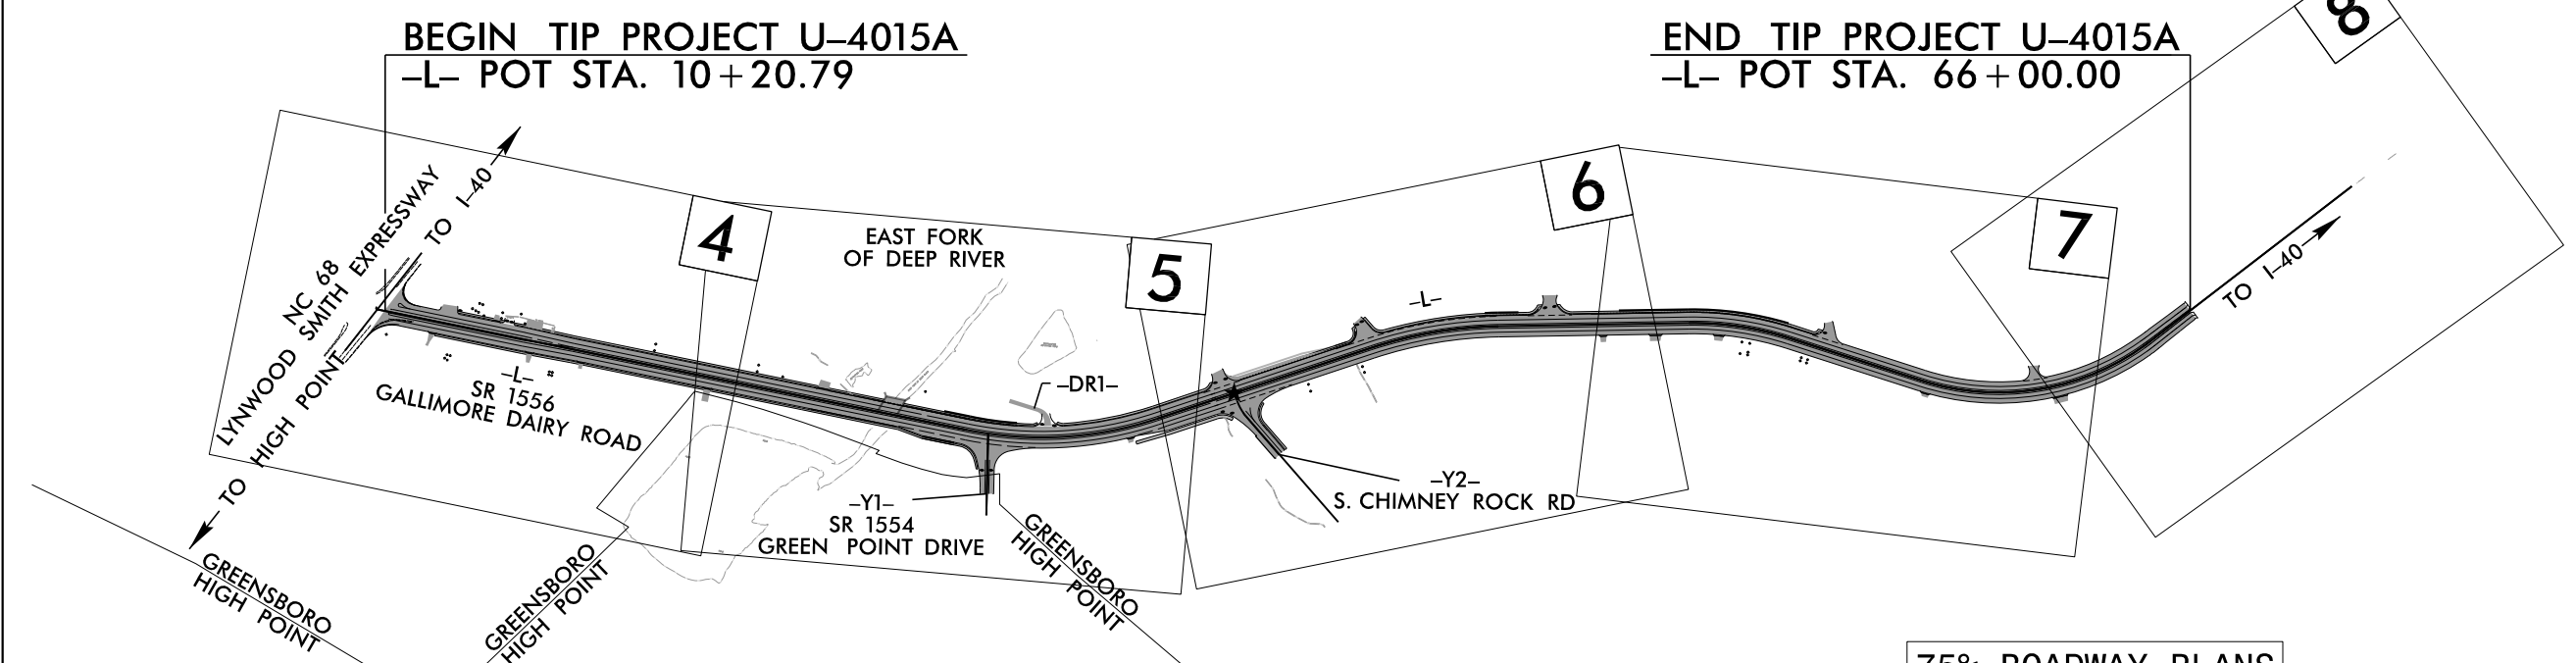 BEGIN TIP PROJECT U–4015A
–L– POT STA. 10+20.79
END TIP PROJECT U–4015A
–L– POT STA. 66+00.00
8
NC 68
LYNWOOD SMITH EXPRESSWAY
TO I–40
TO HIGH POINT
4
EAST FORK
OF DEEP RIVER
5
6
7
–L–
TO I–40
–L–
SR 1556
GALLIMORE DAIRY ROAD
–DR1–
–Y1–
SR 1554
GREEN POINT DRIVE
–Y2–
S. CHIMNEY ROCK RD
GREENSBORO
HIGH POINT
GREENSBORO
HIGH POINT
GREENSBORO
HIGH POINT
75% ROADWAY PLANS